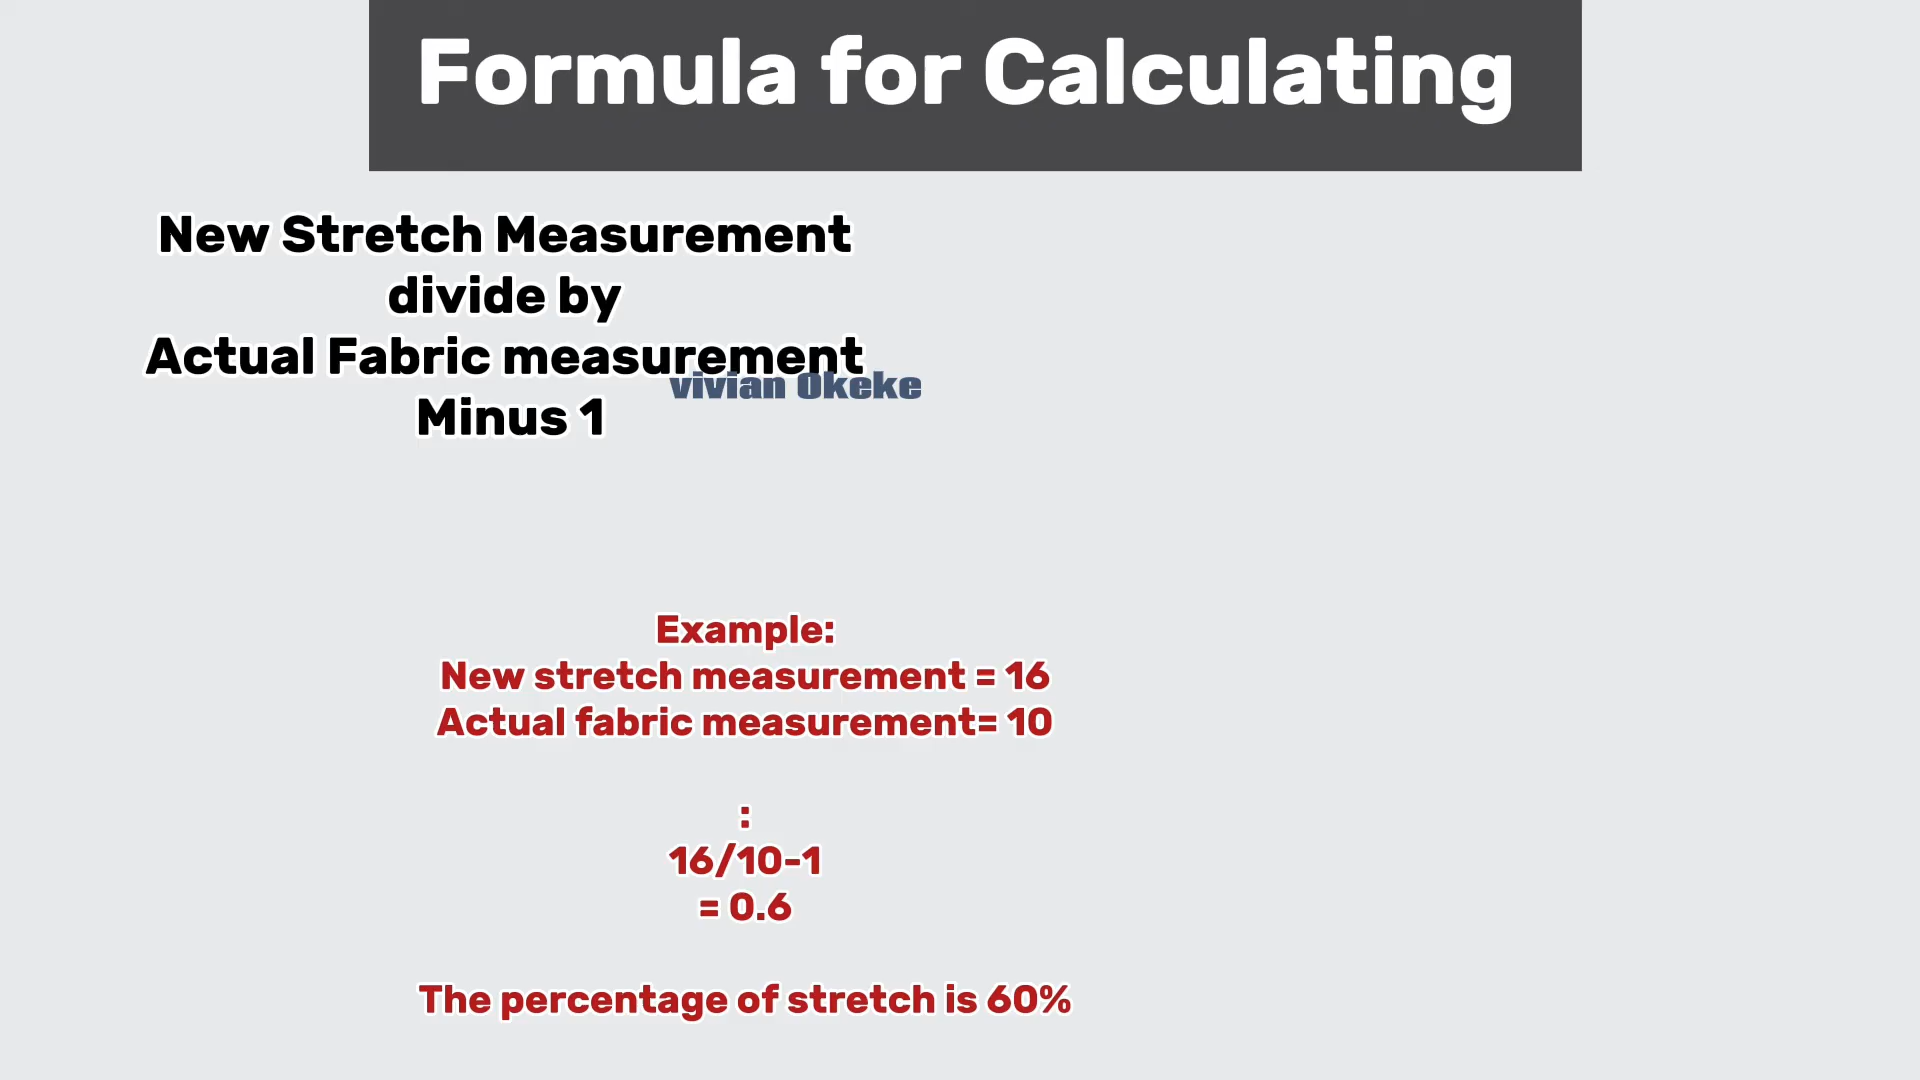 Formula for Calculating
New Stretch Measurement
divide by
Actual Fabric measurement
vivian Okeke
Minus 1
Example:
New stretch measurement = 16
Actual fabric measurement= 10
:
16/10-1
= 0.6
The percentage of stretch is 60%